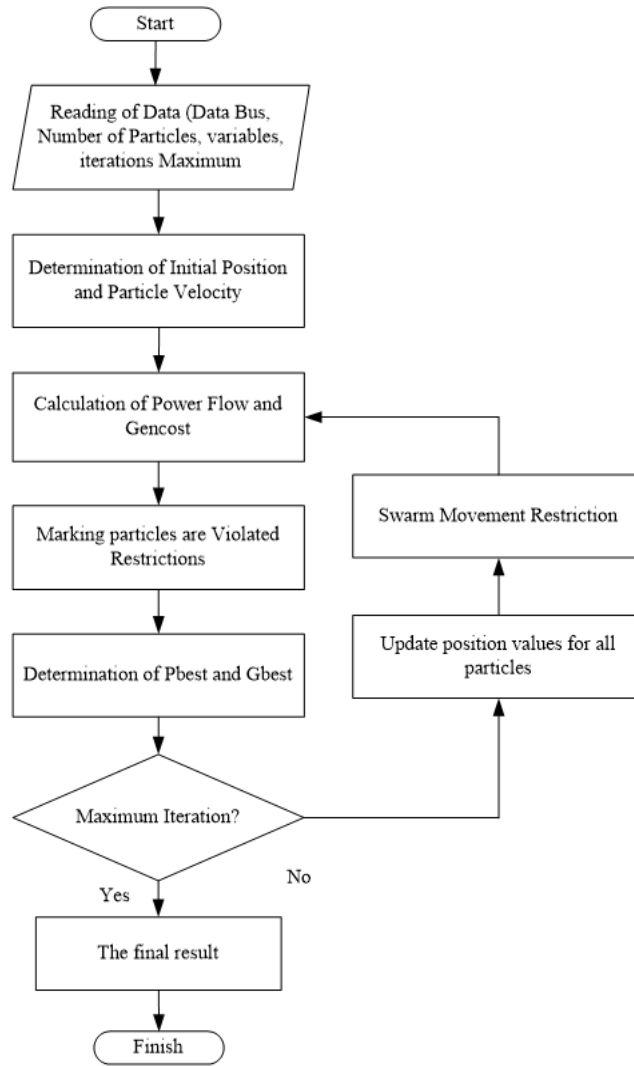 Start
Reading of Data (Data Bus,
Number of Particles, variables,
iterations Maximum
Determination of Initial Position
and Particle Velocity
Calculation of Power Flow and
Gencost
Marking particles are Violated
Restrictions
Determination of Pbest and Gbest
Maximum Iteration?
No
Update position values for all
particles
Swarm Movement Restriction
Yes
The final result
Finish